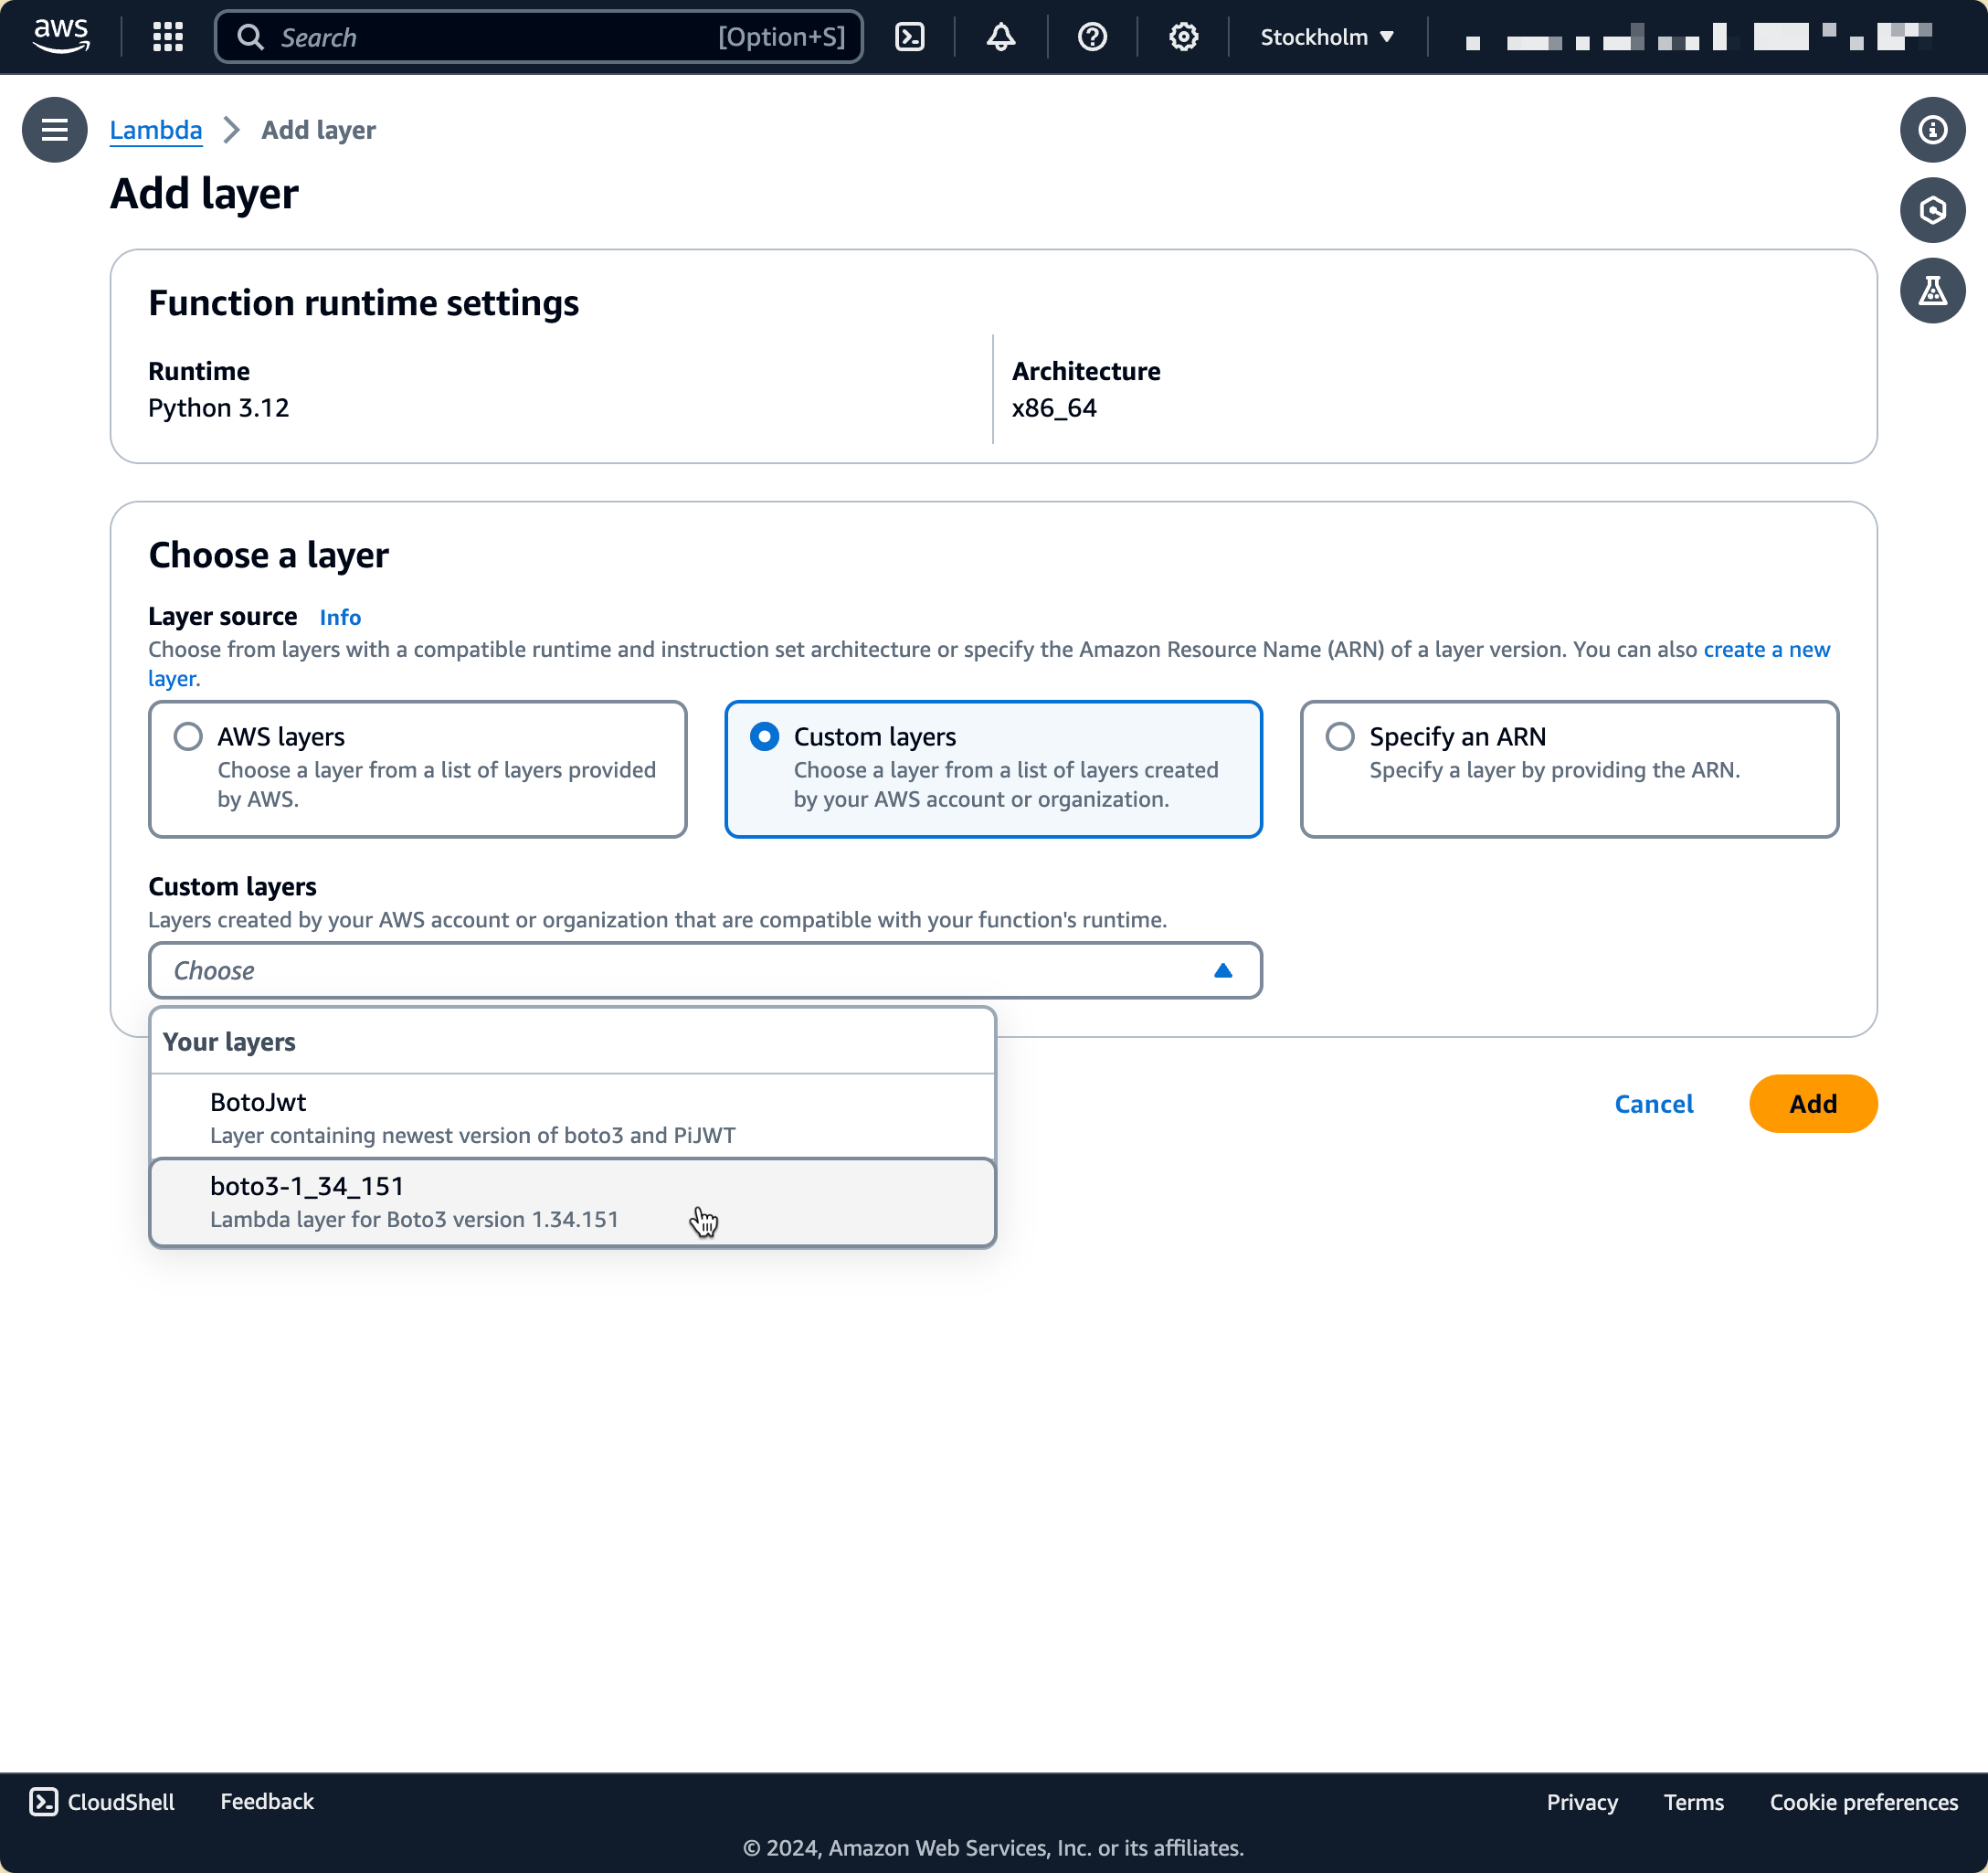 aws
Search [Option+S]
Stockholm
Lambda Add layer
Add layer
Function runtime settings
Runtime
Python 3.12
Architecture
x86_64
Choose a layer
Layer source Info
Choose from layers with a compatible runtime and instruction set architecture or specify the Amazon Resource Name (ARN) of a layer version. You can also create a new
layer.
AWS layers
Choose a layer from a list of layers provided
by AWS.
Custom layers
Choose a layer from a list of layers created
by your AWS account or organization.
Specify an ARN
Specify a layer by providing the ARN.
Custom layers
Layers created by your AWS account or organization that are compatible with your function's runtime.
Choose
Your layers
BotoJwt
Layer containing newest version of boto3 and PiJWT
boto3-1_34_151
Lambda layer for Boto3 version 1.34.151
Cancel Add
CloudShell Feedback Privacy Terms Cookie preferences
© 2024, Amazon Web Services, Inc. or its affiliates.